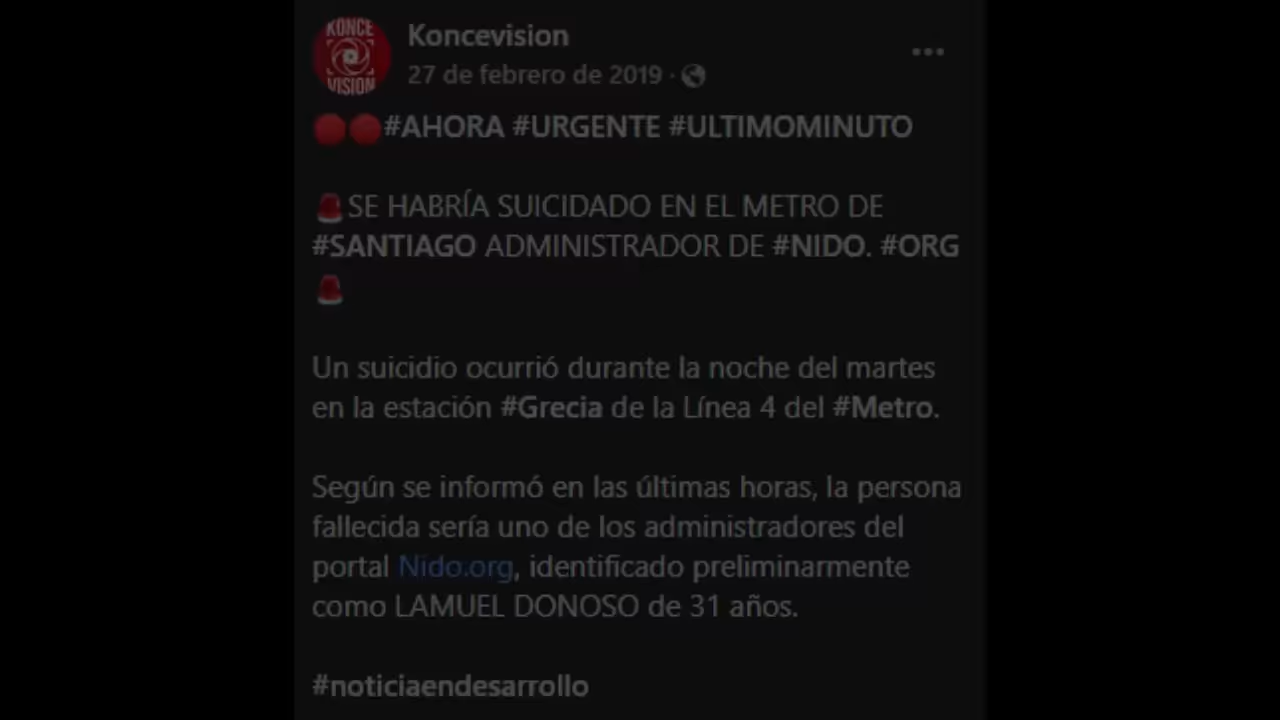 KONCE
VISION
Koncevision
27 de febrero de 2019 ·
#AHORA #URGENTE #ULTIMOMINUTO
SE HABRÍA SUICIDADO EN EL METRO DE
#SANTIAGO ADMINISTRADOR DE #NIDO. #ORG
Un suicidio ocurrió durante la noche del martes
en la estación #Grecia de la Línea 4 del #Metro.
Según se informó en las últimas horas, la persona
fallecida sería uno de los administradores del
portal Nido.org, identificado preliminarmente
como LAMUEL DONOSO de 31 años.
#noticiaendesarrollo